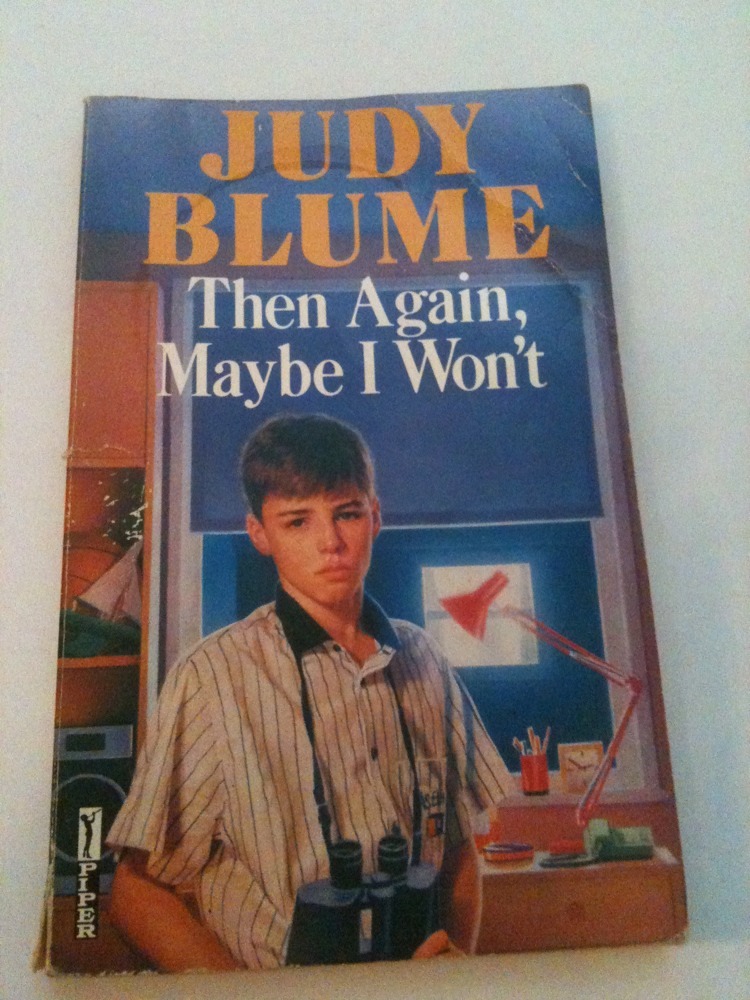 JUDY
BLUME
Then Again,
Maybe I Won't
PIPER